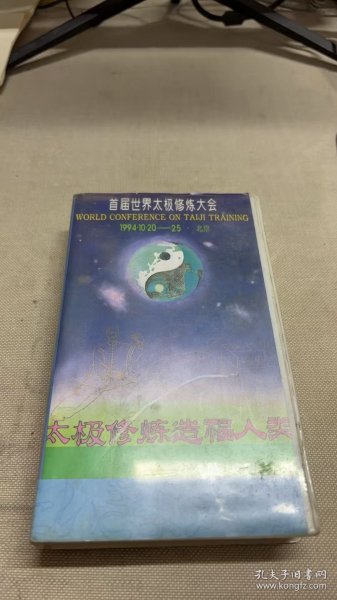 首届世界太极修炼大会
WORLD CONFERENCE ON TAIJI TRAINING
1994·10·20——25 · 北京
太极修炼造福人类
孔夫子旧书网
www.kongfz.com